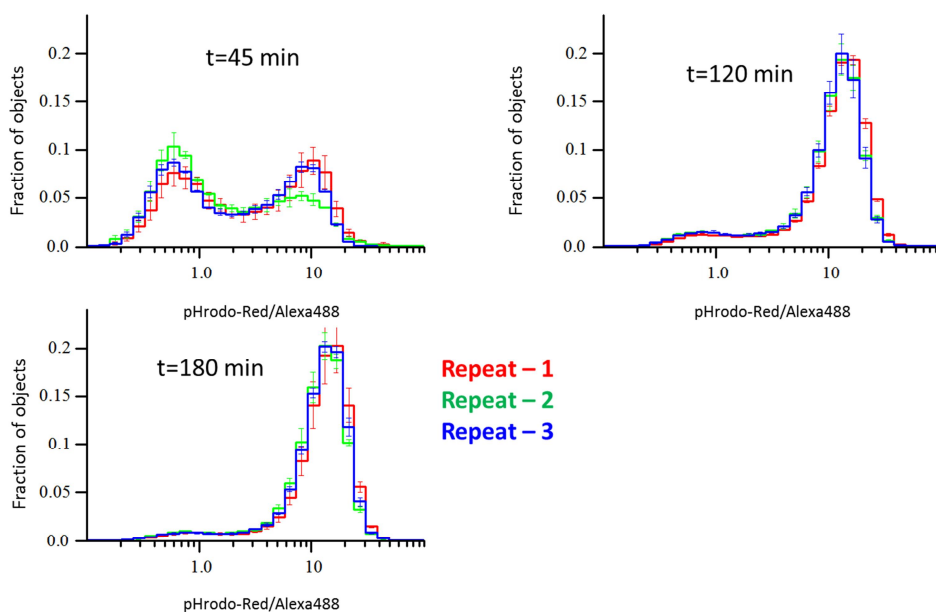 t=45 min
Fraction of objects
0.2
0.15
0.1
0.05
0.0
1.0
10
pHrodo-Red/Alexa488
t=120 min
Fraction of objects
0.2
0.15
0.1
0.05
0.0
1.0
10
pHrodo-Red/Alexa488
t=180 min
Fraction of objects
0.2
0.15
0.1
0.05
0.0
1.0
10
pHrodo-Red/Alexa488
Repeat – 1
Repeat – 2
Repeat – 3